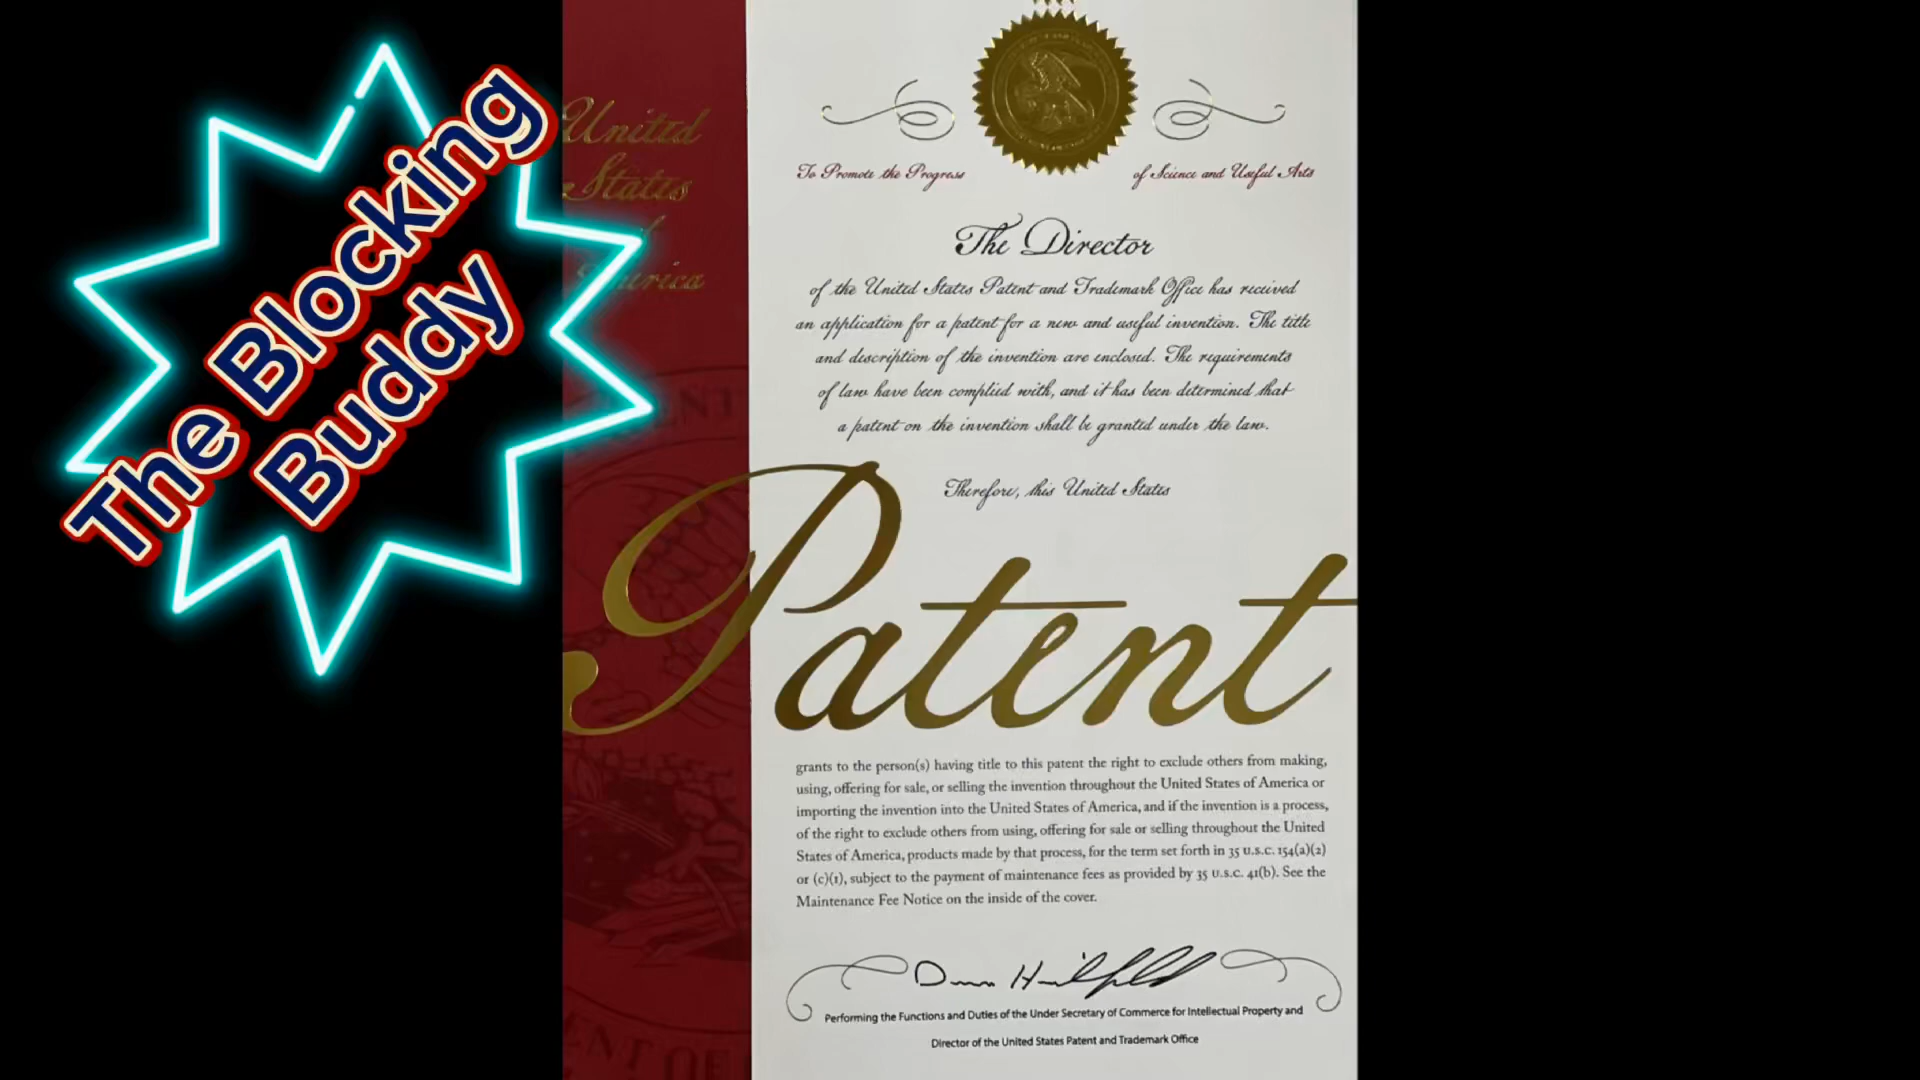 The Blocking
Buddy
United
States
of
America
To Promote the Progress
of Science and Useful Arts
The Director
of the United States Patent and Trademark Office has received
an application for a patent for a new and useful invention. The title
and description of the invention are enclosed. The requirements
of law have been complied with, and it has been determined that
a patent on the invention shall be granted under the law.
Therefore, this United States
Patent
grants to the person(s) having title to this patent the right to exclude others from making,
using, offering for sale, or selling the invention throughout the United States of America or
importing the invention into the United States of America, and if the invention is a process,
of the right to exclude others from using, offering for sale or selling throughout the United
States of America, products made by that process, for the term set forth in 35 U.S.C. 154(a)(2)
or (c)(1), subject to the payment of maintenance fees as provided by 35 U.S.C. 41(b). See the
Maintenance Fee Notice on the inside of the cover.
Performing the Functions and Duties of the Under Secretary of Commerce for Intellectual Property and
Director of the United States Patent and Trademark Office